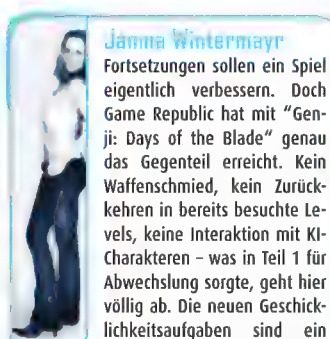 Janina Wintermayr
Fortsetzungen sollen ein Spiel
eigentlich verbessern. Doch
Game Republic hat mit "Gen-
ji: Days of the Blade" genau
das Gegenteil erreicht. Kein
Waffenschmied, kein Zurück-
kehren in bereits besuchte Le-
vels, keine Interaktion mit KI-
Charakteren – was in Teil 1 für
Abwechslung sorgte, geht hier
völlig ab. Die neuen Geschick-
lichkeitsaufgaben sind ein